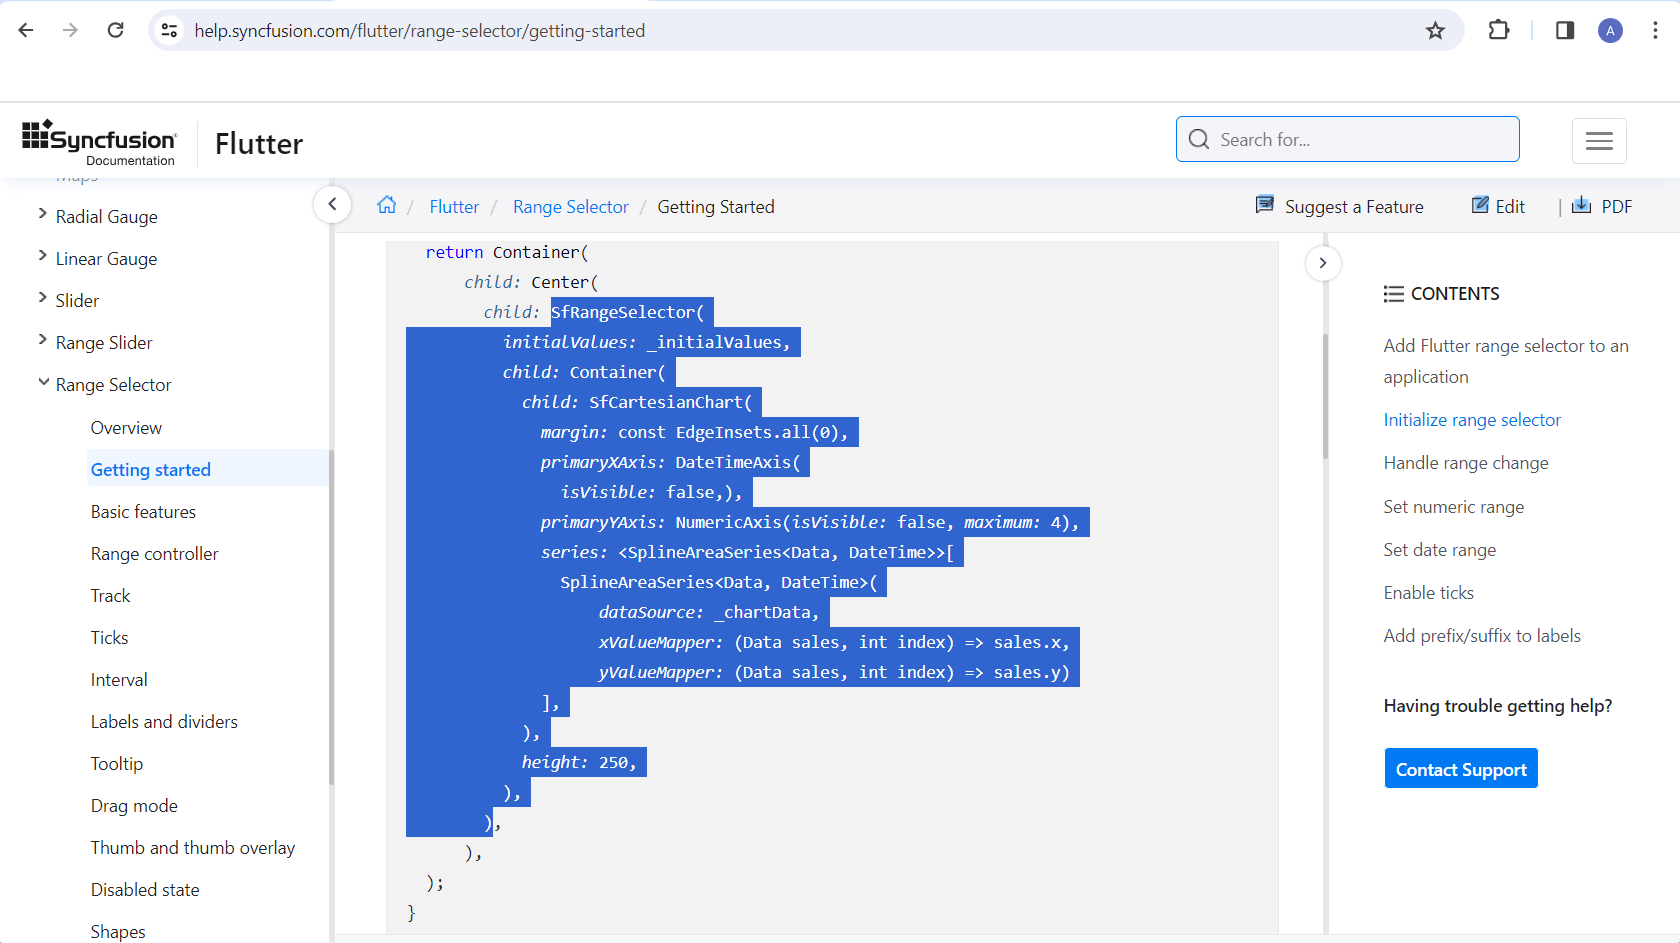 help.syncfusion.com/flutter/range-selector/getting-started
A
Syncfusion
Documentation
Flutter
Search for...
Maps
Radial Gauge
Linear Gauge
Slider
Range Slider
Range Selector
Overview
Getting started
Basic features
Range controller
Track
Ticks
Interval
Labels and dividers
Tooltip
Drag mode
Thumb and thumb overlay
Disabled state
Shapes
/ Flutter / Range Selector / Getting Started
Suggest a Feature
Edit
| PDF
return Container(
child: Center(
child: SfRangeSelector(
initialValues: _initialValues,
child: Container(
child: SfCartesianChart(
margin: const EdgeInsets.all(0),
primaryXAxis: DateTimeAxis(
isVisible: false,),
primaryYAxis: NumericAxis(isVisible: false, maximum: 4),
series: <SplineAreaSeries<Data, DateTime>>[
SplineAreaSeries<Data, DateTime>(
dataSource: _chartData,
xValueMapper: (Data sales, int index) => sales.x,
yValueMapper: (Data sales, int index) => sales.y)
],
),
height: 250,
),
),
),
);
}
CONTENTS
Add Flutter range selector to an
application
Initialize range selector
Handle range change
Set numeric range
Set date range
Enable ticks
Add prefix/suffix to labels
Having trouble getting help?
Contact Support